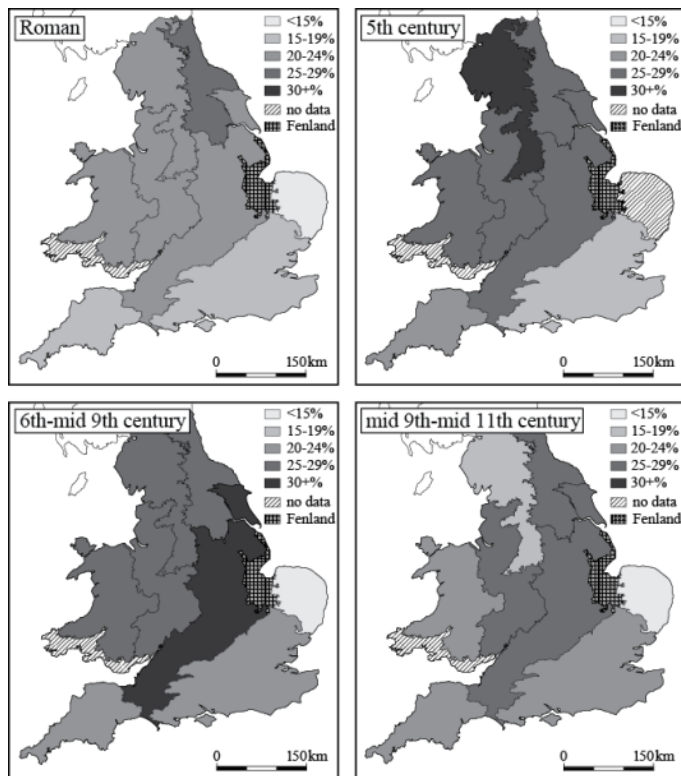 Roman
<15%
15-19%
20-24%
25-29%
30+%
no data
Fenland
0 150km
5th century
<15%
15-19%
20-24%
25-29%
30+%
no data
Fenland
0 150km
6th-mid 9th century
<15%
15-19%
20-24%
25-29%
30+%
no data
Fenland
0 150km
mid 9th-mid 11th century
<15%
15-19%
20-24%
25-29%
30+%
no data
Fenland
0 150km